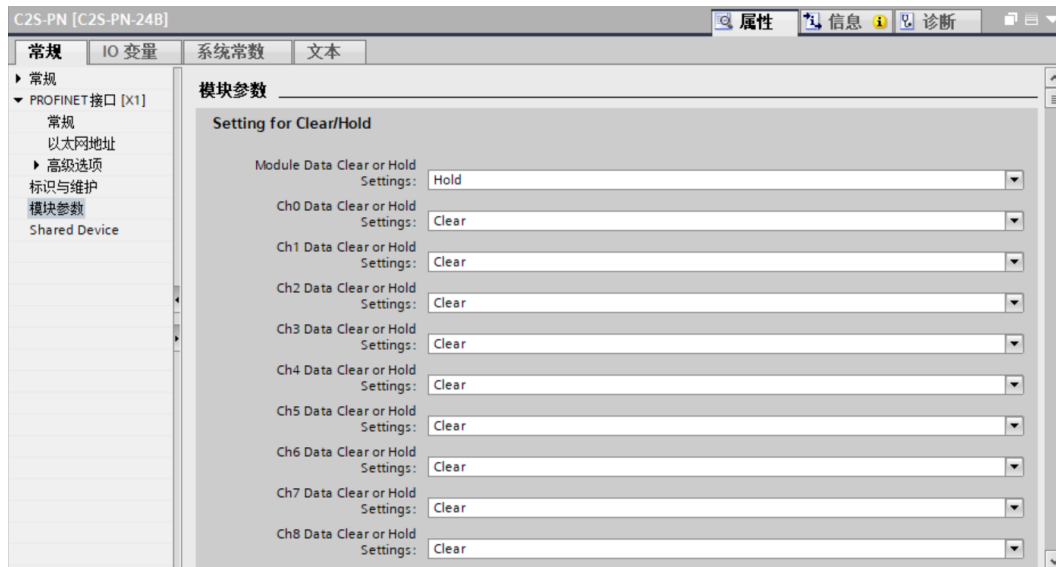 C2S-PN [C2S-PN-24B]
属性 信息 诊断
常规 IO 变量 系统常数 文本
常规
PROFINET接口 [X1]
常规
以太网地址
高级选项
标识与维护
模块参数
Shared Device
模块参数
Setting for Clear/Hold
Module Data Clear or Hold
Settings: Hold
Ch0 Data Clear or Hold
Settings: Clear
Ch1 Data Clear or Hold
Settings: Clear
Ch2 Data Clear or Hold
Settings: Clear
Ch3 Data Clear or Hold
Settings: Clear
Ch4 Data Clear or Hold
Settings: Clear
Ch5 Data Clear or Hold
Settings: Clear
Ch6 Data Clear or Hold
Settings: Clear
Ch7 Data Clear or Hold
Settings: Clear
Ch8 Data Clear or Hold
Settings: Clear